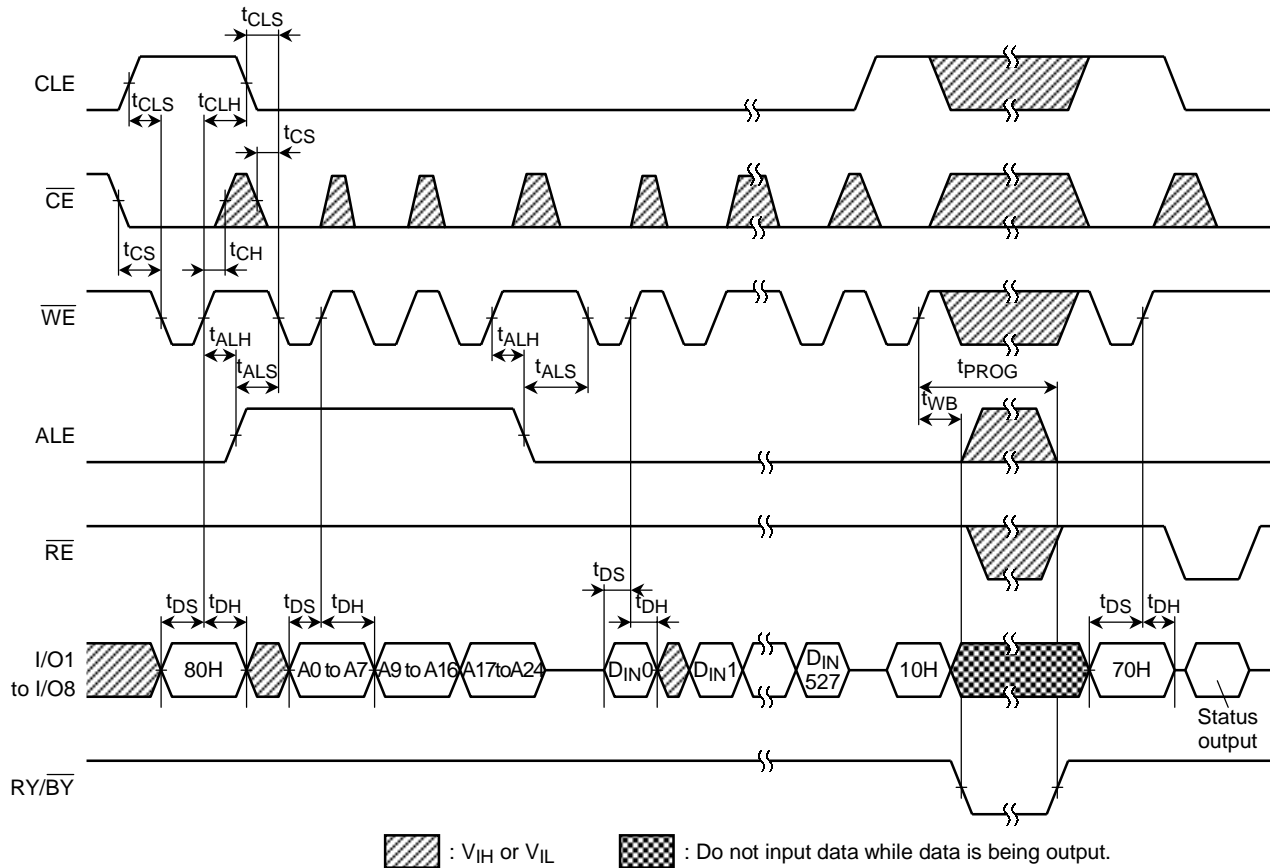 tCLS
CLE
tCLS
tCLH
tCS
CE
tCS
tCH
WE
tALH
tALS
tALH
tALS
tPROG
tWB
ALE
RE
tDS
tDH
tDS
tDH
tDS
tDH
tDS
tDH
I/O1
to I/O8
80H
A0 to A7
A9 to A16
A17 to A24
DIN0
DIN1
DIN
527
10H
70H
Status
output
RY/BY
: VIH or VIL
: Do not input data while data is being output.